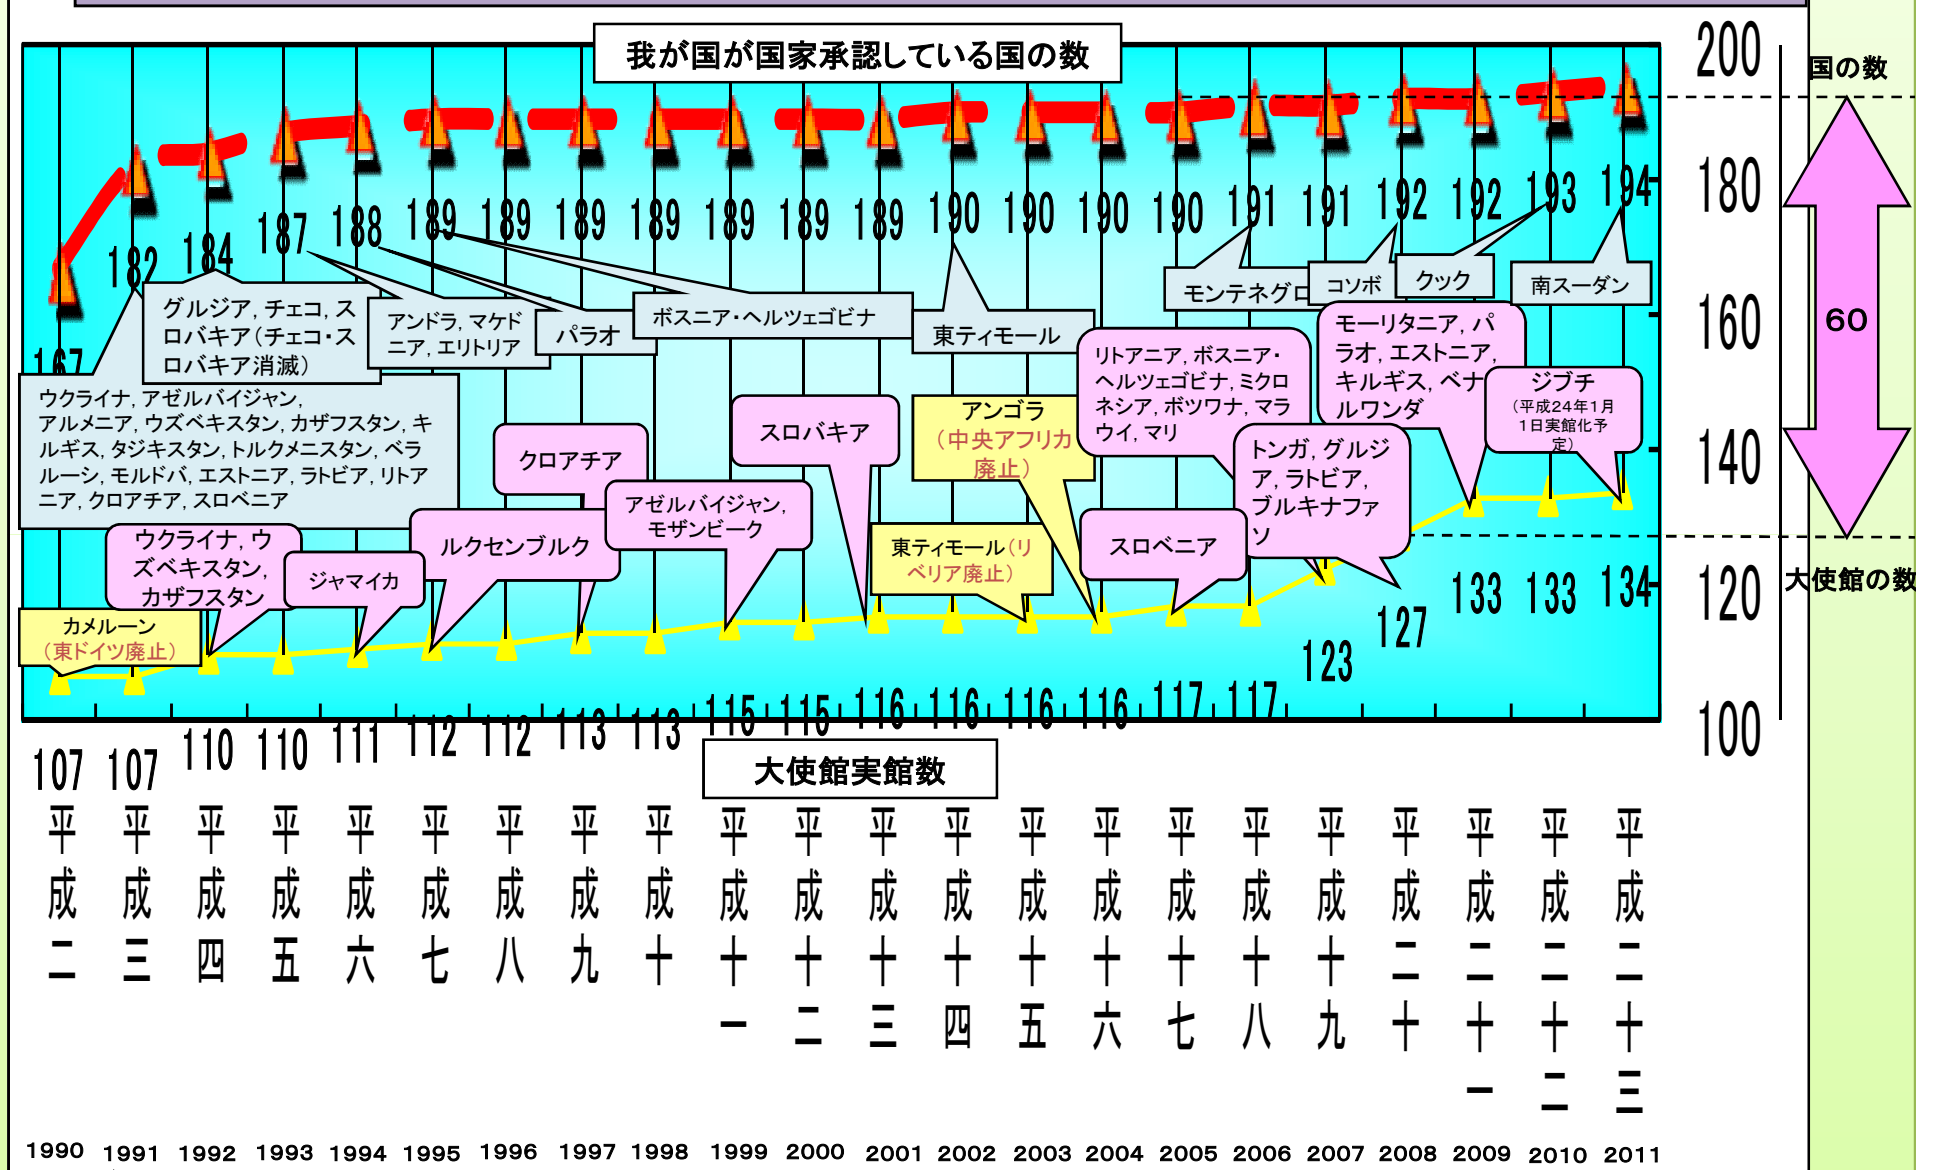 我が国が国家承認している国の数
200
180
160
140
120
100
国の数
60
大使館の数
167
182
184
187
188
189
189
189
189
189
189
189
190
190
190
190
191
191
192
192
193
194
グルジア, チェコ, ス
ロバキア(チェコ・ス
ロバキア消滅)
アンドラ, マケド
ニア, エリトリア
パラオ
ボスニア・ヘルツェゴビナ
東ティモール
モンテネグロ
コソボ
クック
南スーダン
ウクライナ, アゼルバイジャン,
アルメニア, ウズベキスタン, カザフスタン, キ
ルギス, タジキスタン, トルクメニスタン, ベラ
ルーシ, モルドバ, エストニア, ラトビア, リトア
ニア, クロアチア, スロベニア
カメルーン
(東ドイツ廃止)
ウクライナ, ウ
ズベキスタン,
カザフスタン
ジャマイカ
ルクセンブルク
クロアチア
アゼルバイジャン,
モザンビーク
スロバキア
東ティモール(リ
ベリア廃止)
アンゴラ
(中央アフリカ
廃止)
スロベニア
リトアニア, ボスニア・
ヘルツェゴビナ, ミクロ
ネシア, ボツワナ, マラ
ウイ, マリ
トンガ, グルジ
ア, ラトビア,
ブルキナファ
ソ
モーリタニア, パ
ラオ, エストニア,
キルギス, ベナ
ルワンダ
ジブチ
(平成24年1月
1日実館化予
定)
107
107
110
110
111
112
112
113
113
115
115
116
116
116
116
117
117
123
127
133
133
134
大使館実館数
平成二
平成三
平成四
平成五
平成六
平成七
平成八
平成九
平成十
平成十一
平成十二
平成十三
平成十四
平成十五
平成十六
平成十七
平成十八
平成十九
平成二十
平成二十一
平成二十二
平成二十三
1990 1991 1992 1993 1994 1995 1996 1997 1998 1999 2000 2001 2002 2003 2004 2005 2006 2007 2008 2009 2010 2011